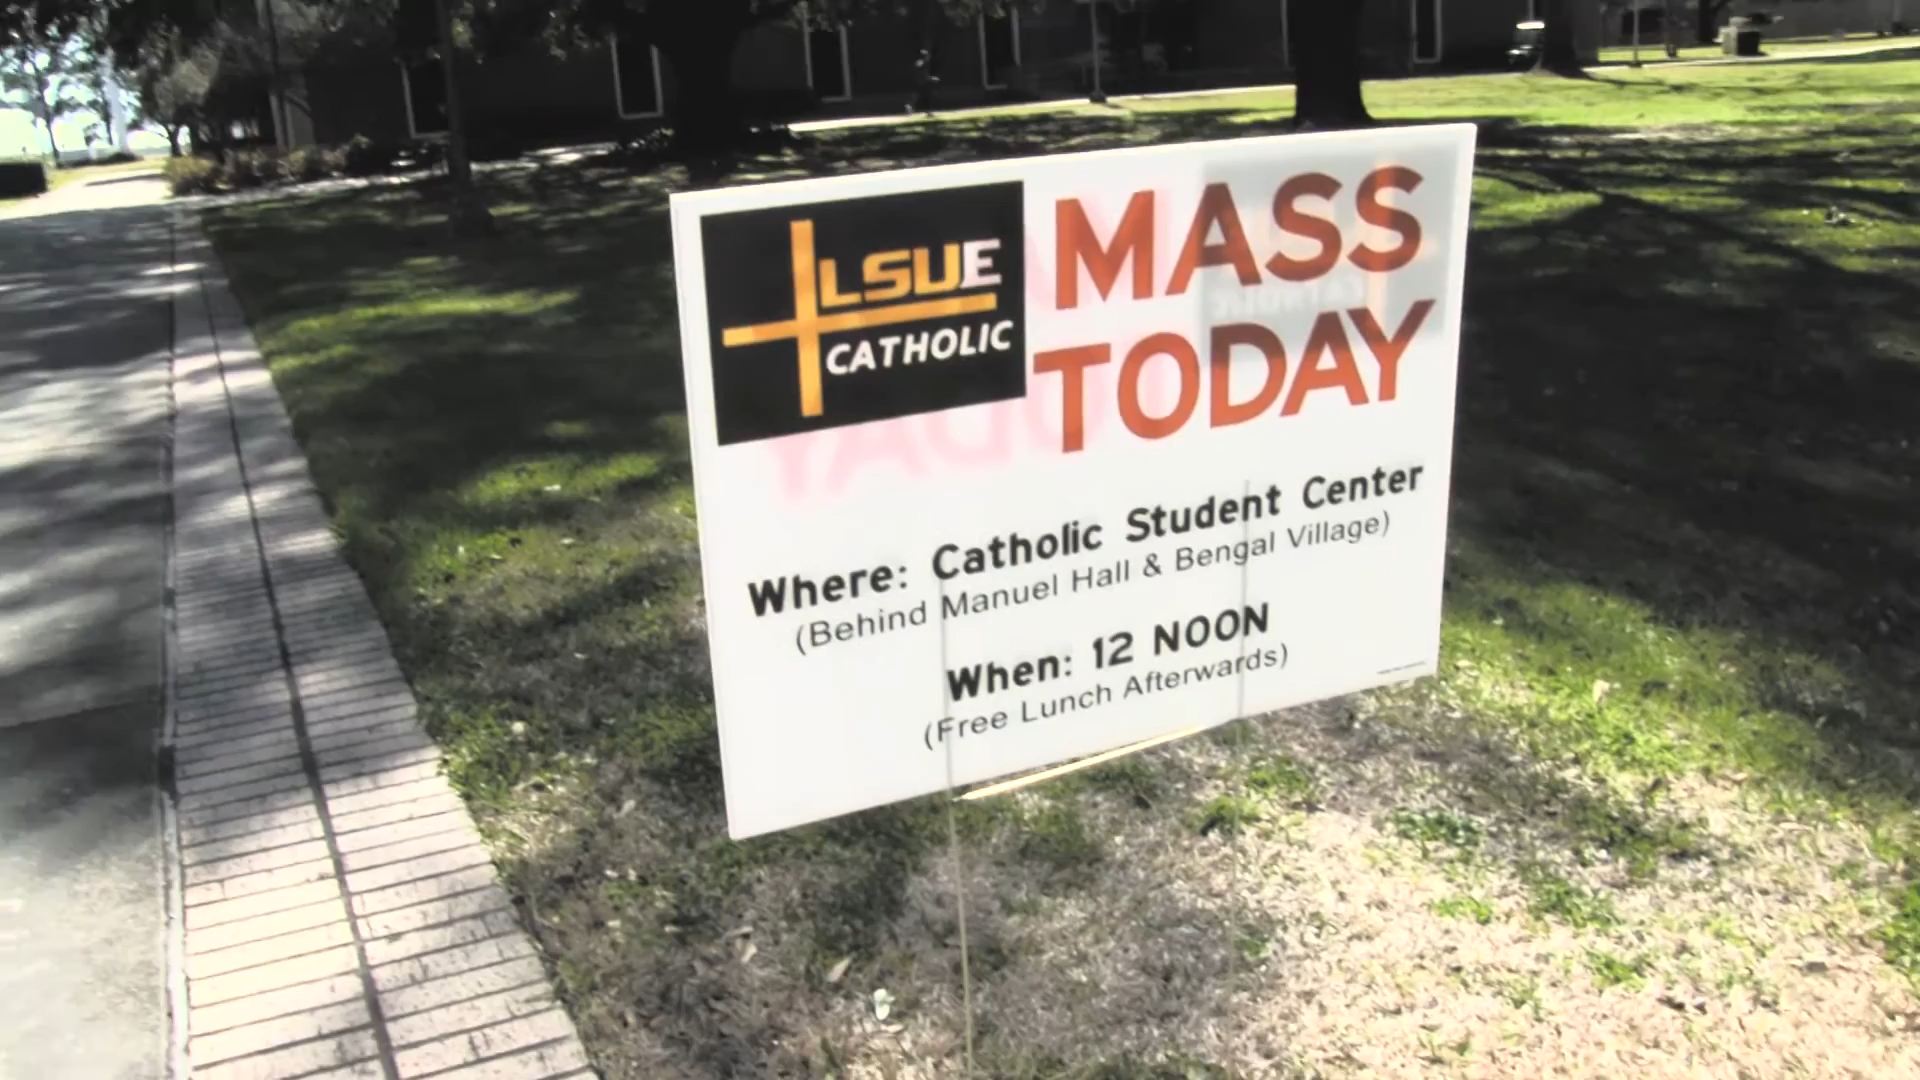 LSUE
CATHOLIC
MASS
TODAY
Where: Catholic Student Center
(Behind Manuel Hall & Bengal Village)
When: 12 NOON
(Free Lunch Afterwards)